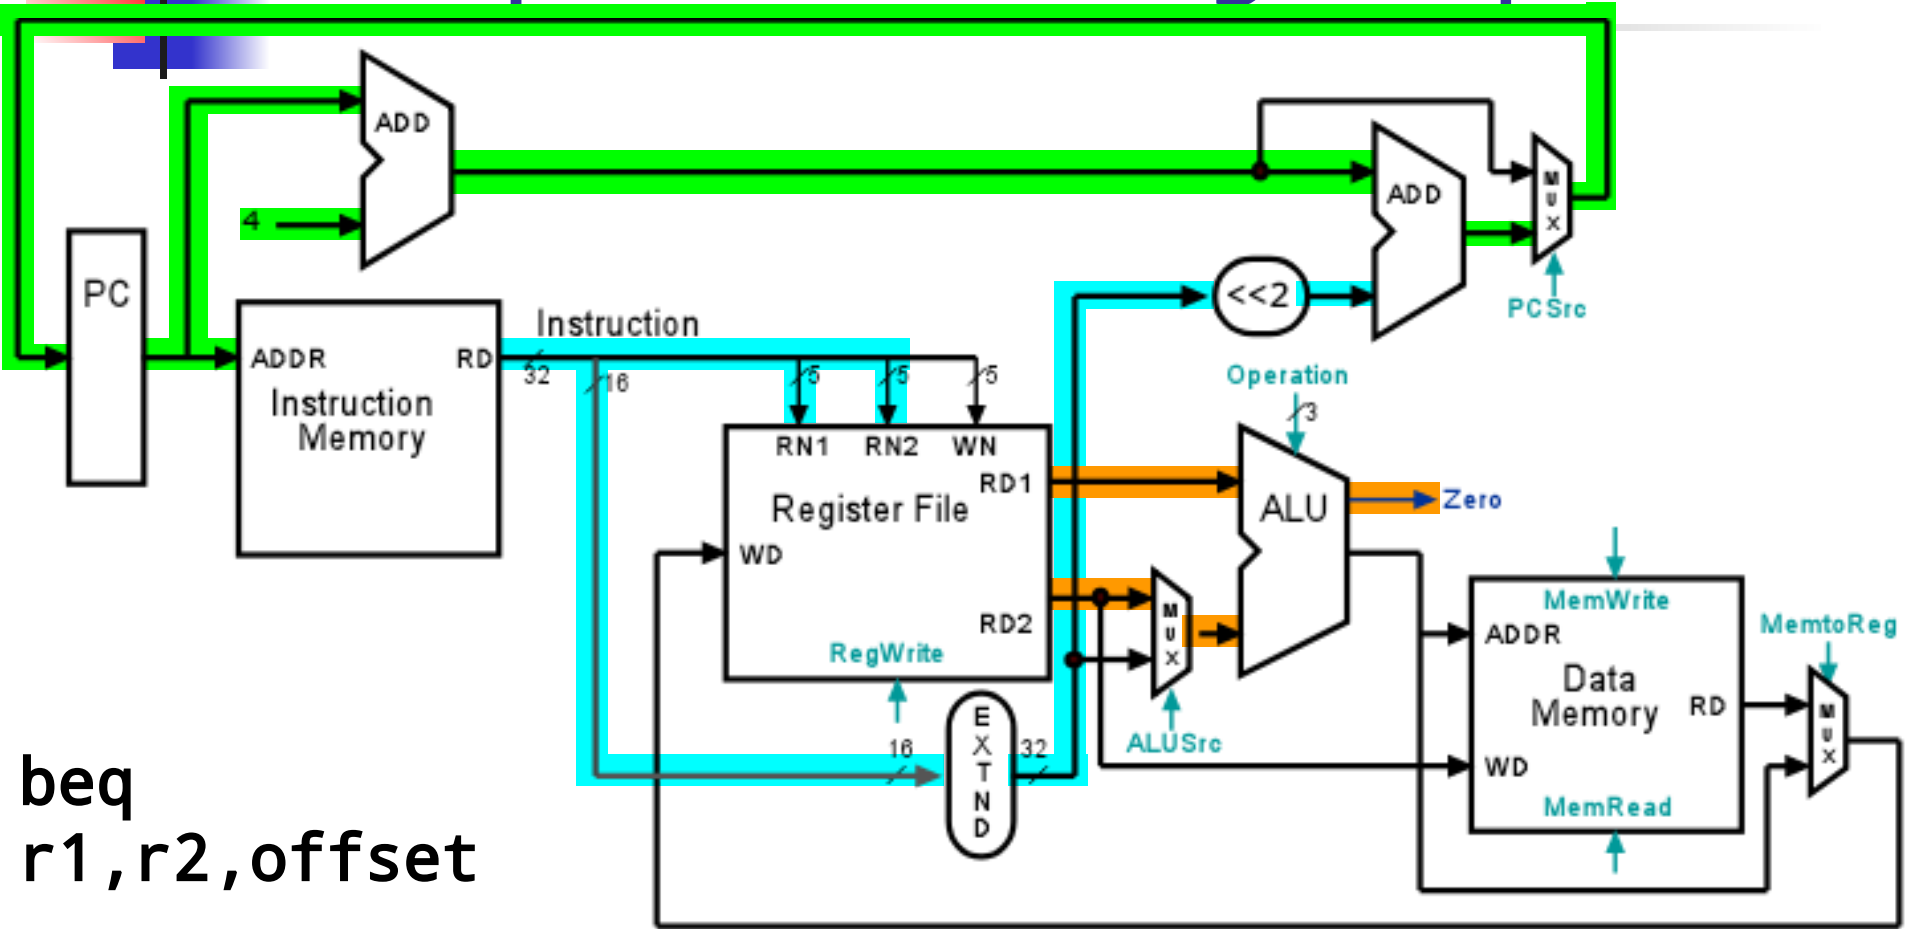 ADD
4
PC
ADD
M
U
X
PCSrc
<<2
Instruction
ADDR
RD
32
16
5
5
5
Instruction
Memory
Operation
3
RN1
RN2
WN
RD1
Register File
WD
RD2
RegWrite
ALU
Zero
M
U
X
ALUSrc
16
E
X
T
N
D
32
MemWrite
ADDR
Data
Memory
RD
WD
MemRead
MemtoReg
M
U
X
beq
r1,r2,offset